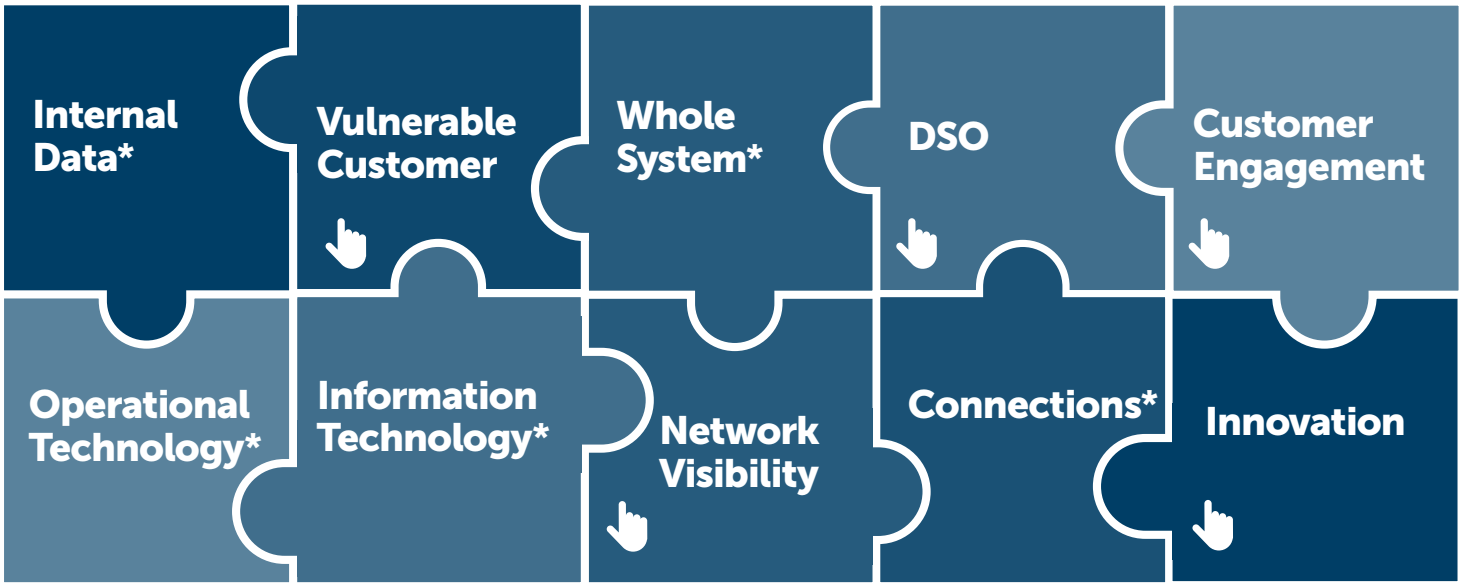 Internal
Data*
Vulnerable
Customer
Whole
System*
DSO
Customer
Engagement
Operational
Technology*
Information
Technology*
Network
Visibility
Connections*
Innovation